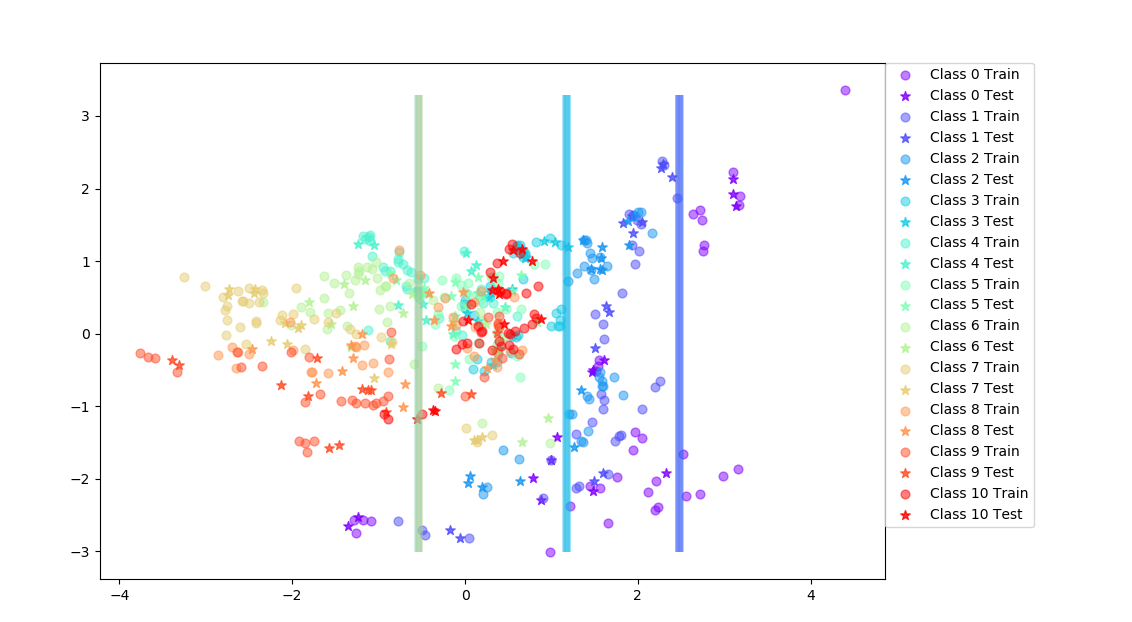 3
2
1
0
−1
−2
−3
−4
−2
0
2
4
Class 0 Train
Class 0 Test
Class 1 Train
Class 1 Test
Class 2 Train
Class 2 Test
Class 3 Train
Class 3 Test
Class 4 Train
Class 4 Test
Class 5 Train
Class 5 Test
Class 6 Train
Class 6 Test
Class 7 Train
Class 7 Test
Class 8 Train
Class 8 Test
Class 9 Train
Class 9 Test
Class 10 Train
Class 10 Test